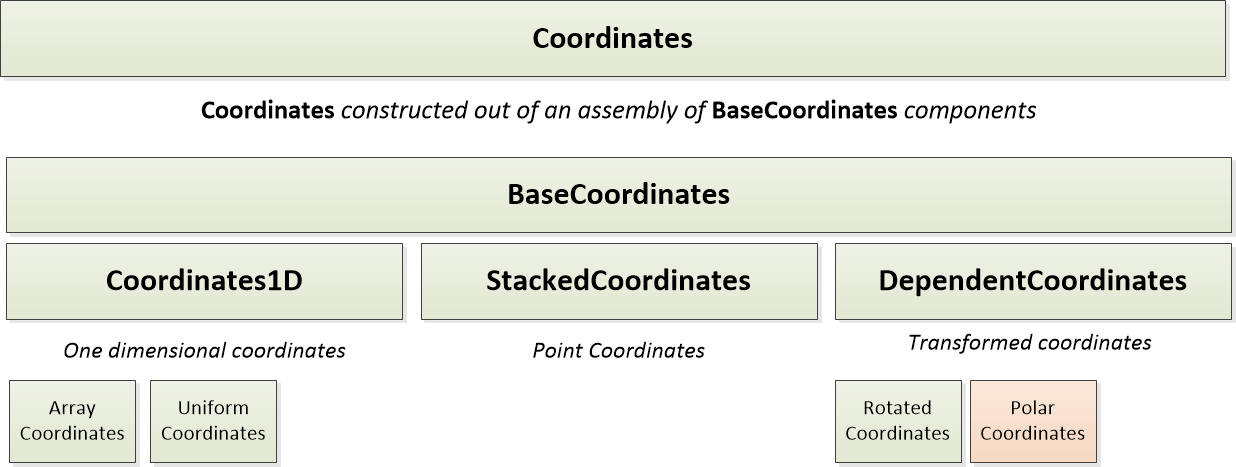 Coordinates
Coordinates constructed out of an assembly of BaseCoordinates components
BaseCoordinates
Coordinates1D
StackedCoordinates
DependentCoordinates
One dimensional coordinates
Point Coordinates
Transformed coordinates
Array
Coordinates
Uniform
Coordinates
Rotated
Coordinates
Polar
Coordinates